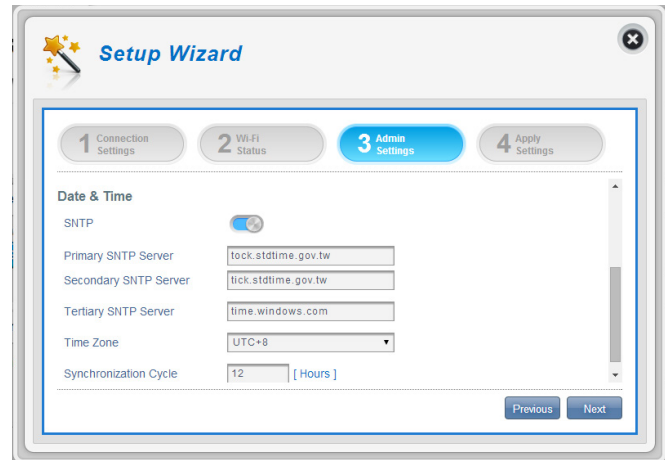 Setup Wizard
1 Connection Settings
2 Wi-Fi Status
3 Admin Settings
4 Apply Settings
Date & Time
SNTP
Primary SNTP Server tock.stdtime.gov.tw
Secondary SNTP Server tick.stdtime.gov.tw
Tertiary SNTP Server time.windows.com
Time Zone UTC+8
Synchronization Cycle 12 [ Hours ]
Previous Next